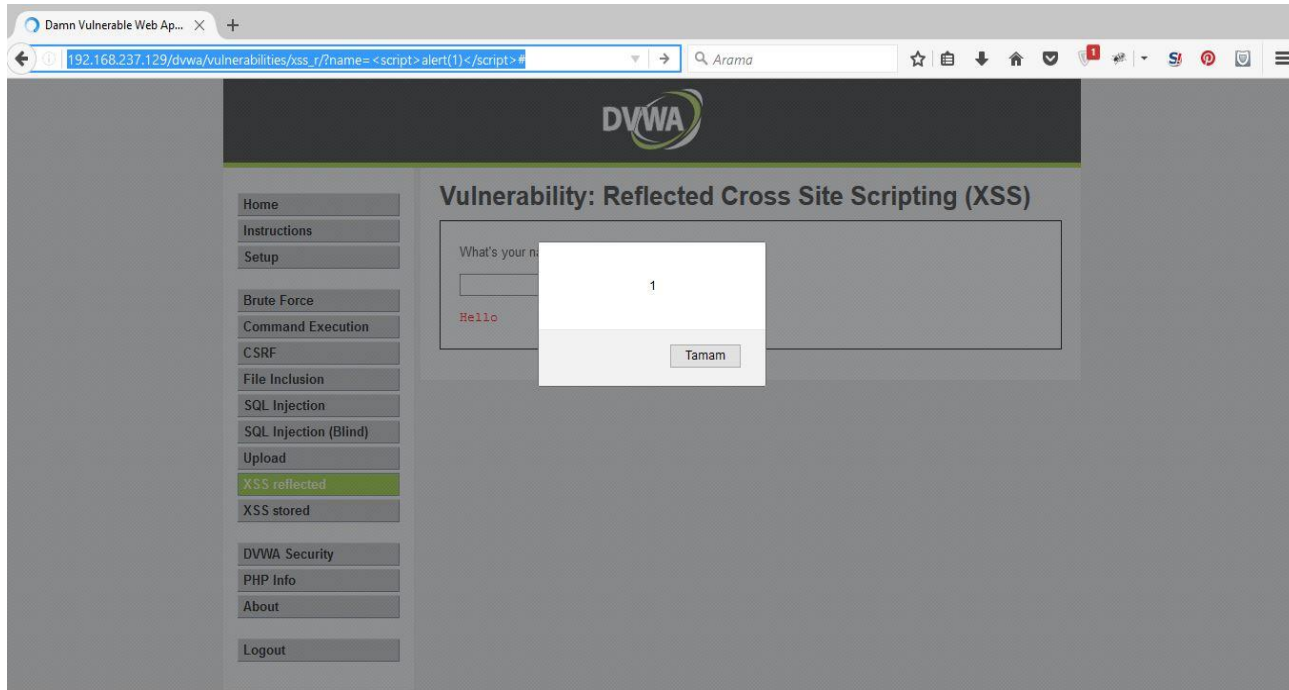 Damn Vulnerable Web Ap...
192.168.237.129/dvwa/vulnerabilities/xss_r/?name=<script>alert(1)</script>#
Arama
1
S!
DVWA
Vulnerability: Reflected Cross Site Scripting (XSS)
Home
Instructions
Setup
Brute Force
Command Execution
CSRF
File Inclusion
SQL Injection
SQL Injection (Blind)
Upload
XSS reflected
XSS stored
DVWA Security
PHP Info
About
Logout
What's your
Hello
1
Tamam